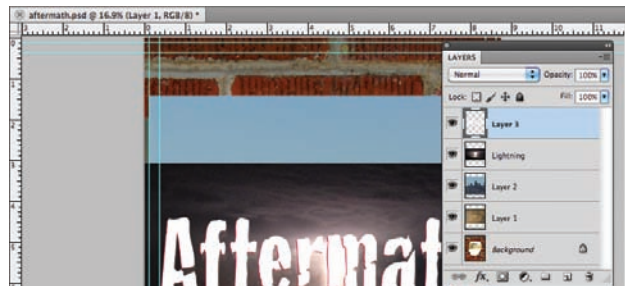 aftermath.psd @ 16.9% (Layer 1, RGB/8) *
LAYERS
Normal Opacity: 100%
Lock: Fill: 100%
Layer 3
Lightning
Layer 2
Layer 1
Background
fx
Aftermat